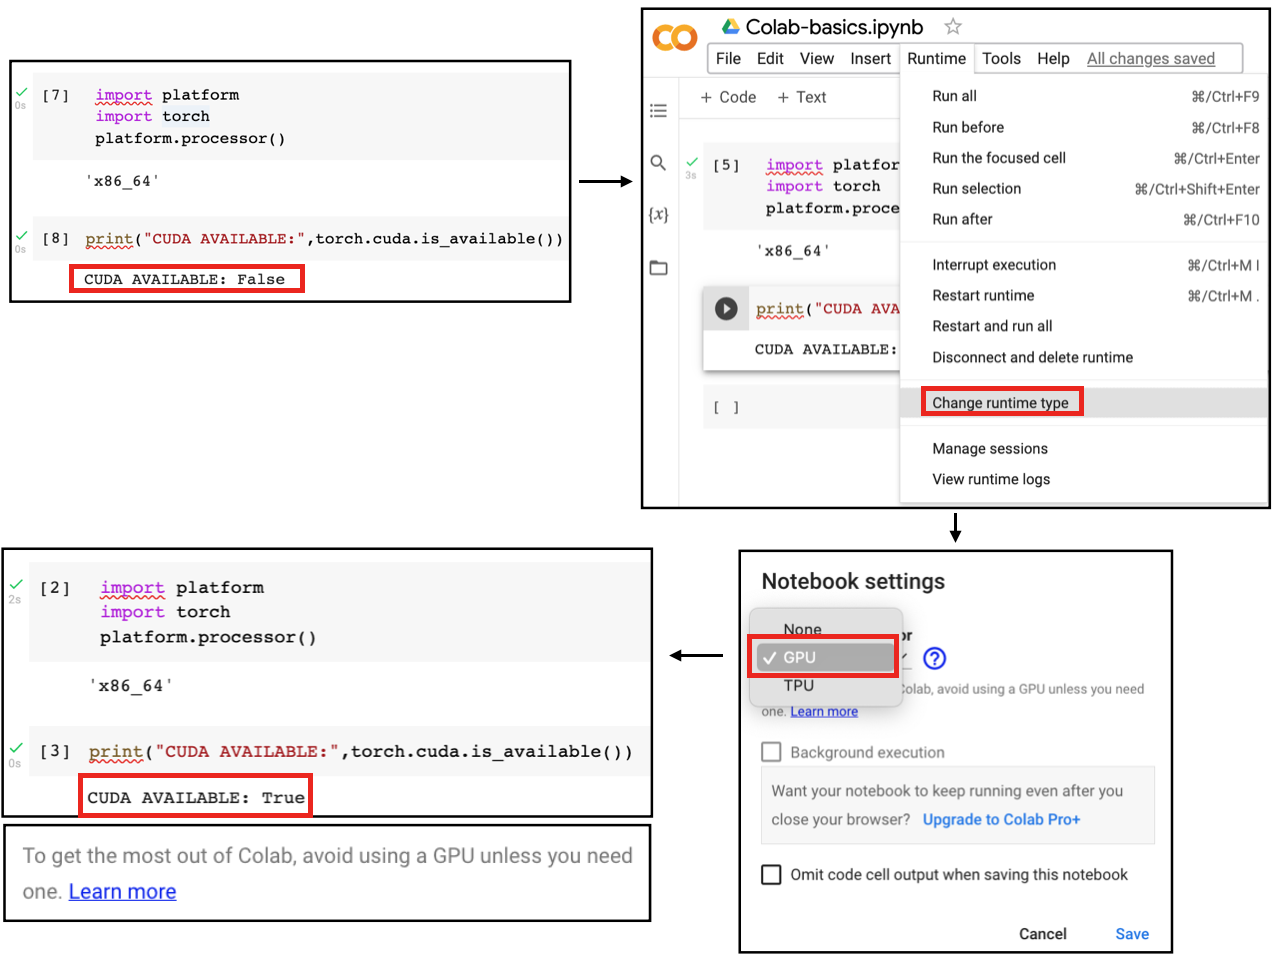 [7] import platform
import torch
platform.processor()
0s
'x86_64'
[8] print("CUDA AVAILABLE:",torch.cuda.is_available())
0s
CUDA AVAILABLE: False
Colab-basics.ipynb
File Edit View Insert Runtime Tools Help All changes saved
+ Code + Text
[5] import platfor
3s
import torch
platform.proce
'x86_64'
print("CUDA AVA
CUDA AVAILABLE:
[ ]
{x}
Run all ⌘/Ctrl+F9
Run before ⌘/Ctrl+F8
Run the focused cell ⌘/Ctrl+Enter
Run selection ⌘/Ctrl+Shift+Enter
Run after ⌘/Ctrl+F10
Interrupt execution ⌘/Ctrl+M I
Restart runtime ⌘/Ctrl+M .
Restart and run all
Disconnect and delete runtime
Change runtime type
Manage sessions
View runtime logs
Notebook settings
None
or
GPU
TPU
Colab, avoid using a GPU unless you need
one. Learn more
Background execution
Want your notebook to keep running even after you
close your browser? Upgrade to Colab Pro+
Omit code cell output when saving this notebook
Cancel Save
[2] import platform
2s
import torch
platform.processor()
'x86_64'
[3] print("CUDA AVAILABLE:",torch.cuda.is_available())
0s
CUDA AVAILABLE: True
To get the most out of Colab, avoid using a GPU unless you need
one. Learn more